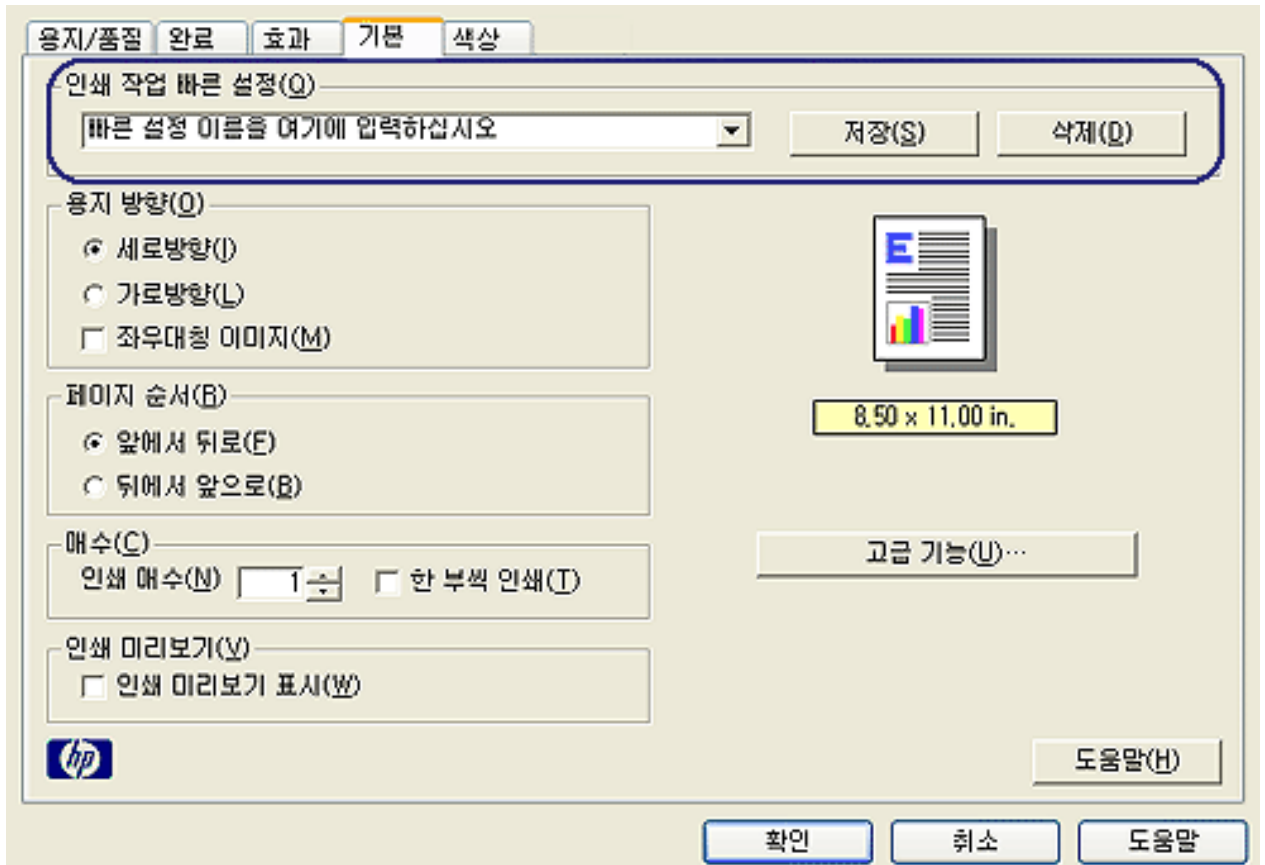 용지/품질 완료 효과 기본 색상
인쇄 작업 빠른 설정(Q)
빠른 설정 이름을 여기에 입력하십시오 저장(S) 삭제(D)
용지 방향(O)
세로방향(I)
가로방향(L)
좌우대칭 이미지(M)
E
8.50 x 11.00 in.
페이지 순서(R)
앞에서 뒤로(F)
뒤에서 앞으로(B)
매수(C)
인쇄 매수(N) 1 한 부씩 인쇄(T)
고급 기능(U)...
인쇄 미리보기(V)
인쇄 미리보기 표시(W)
hp
도움말(H)
확인 취소 도움말